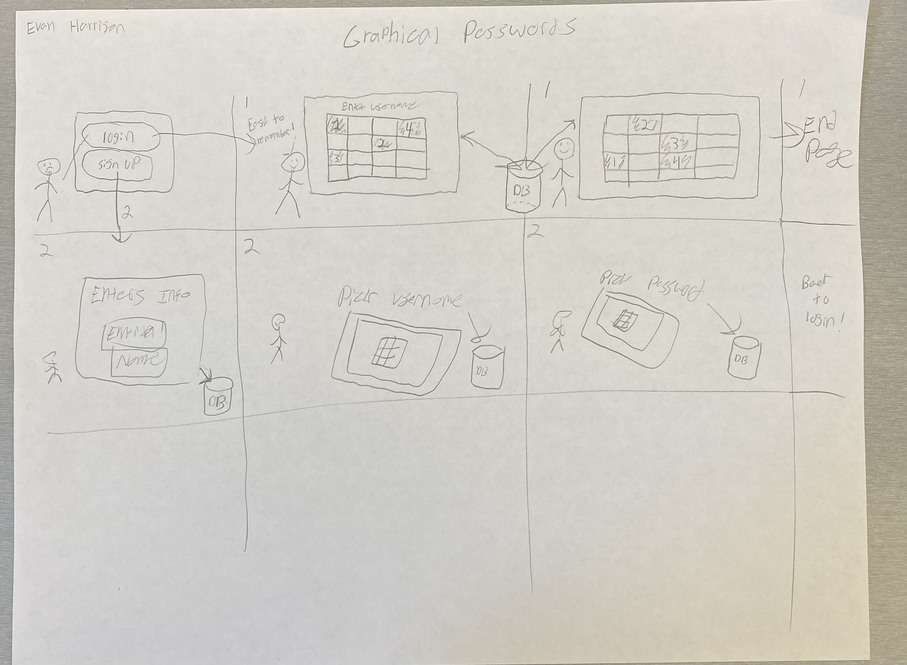 Evan Harrison
Graphical Passwords
login
sign up
2
1
Easy to
remember!
Enter username
1
4
2
3
DB
1
2
3
1
4
1
End
Page
2
Enters Info
Email
Name
DB
2
Pick username
DB
2
Pick Password
DB
Back
to
login!